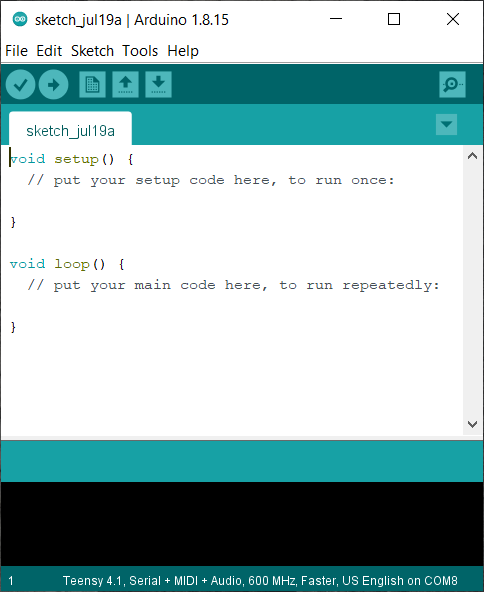 sketch_jul19a | Arduino 1.8.15
File Edit Sketch Tools Help
sketch_jul19a
void setup() {
  // put your setup code here, to run once:
}
void loop() {
  // put your main code here, to run repeatedly:
}
1 Teensy 4.1, Serial + MIDI + Audio, 600 MHz, Faster, US English on COM8